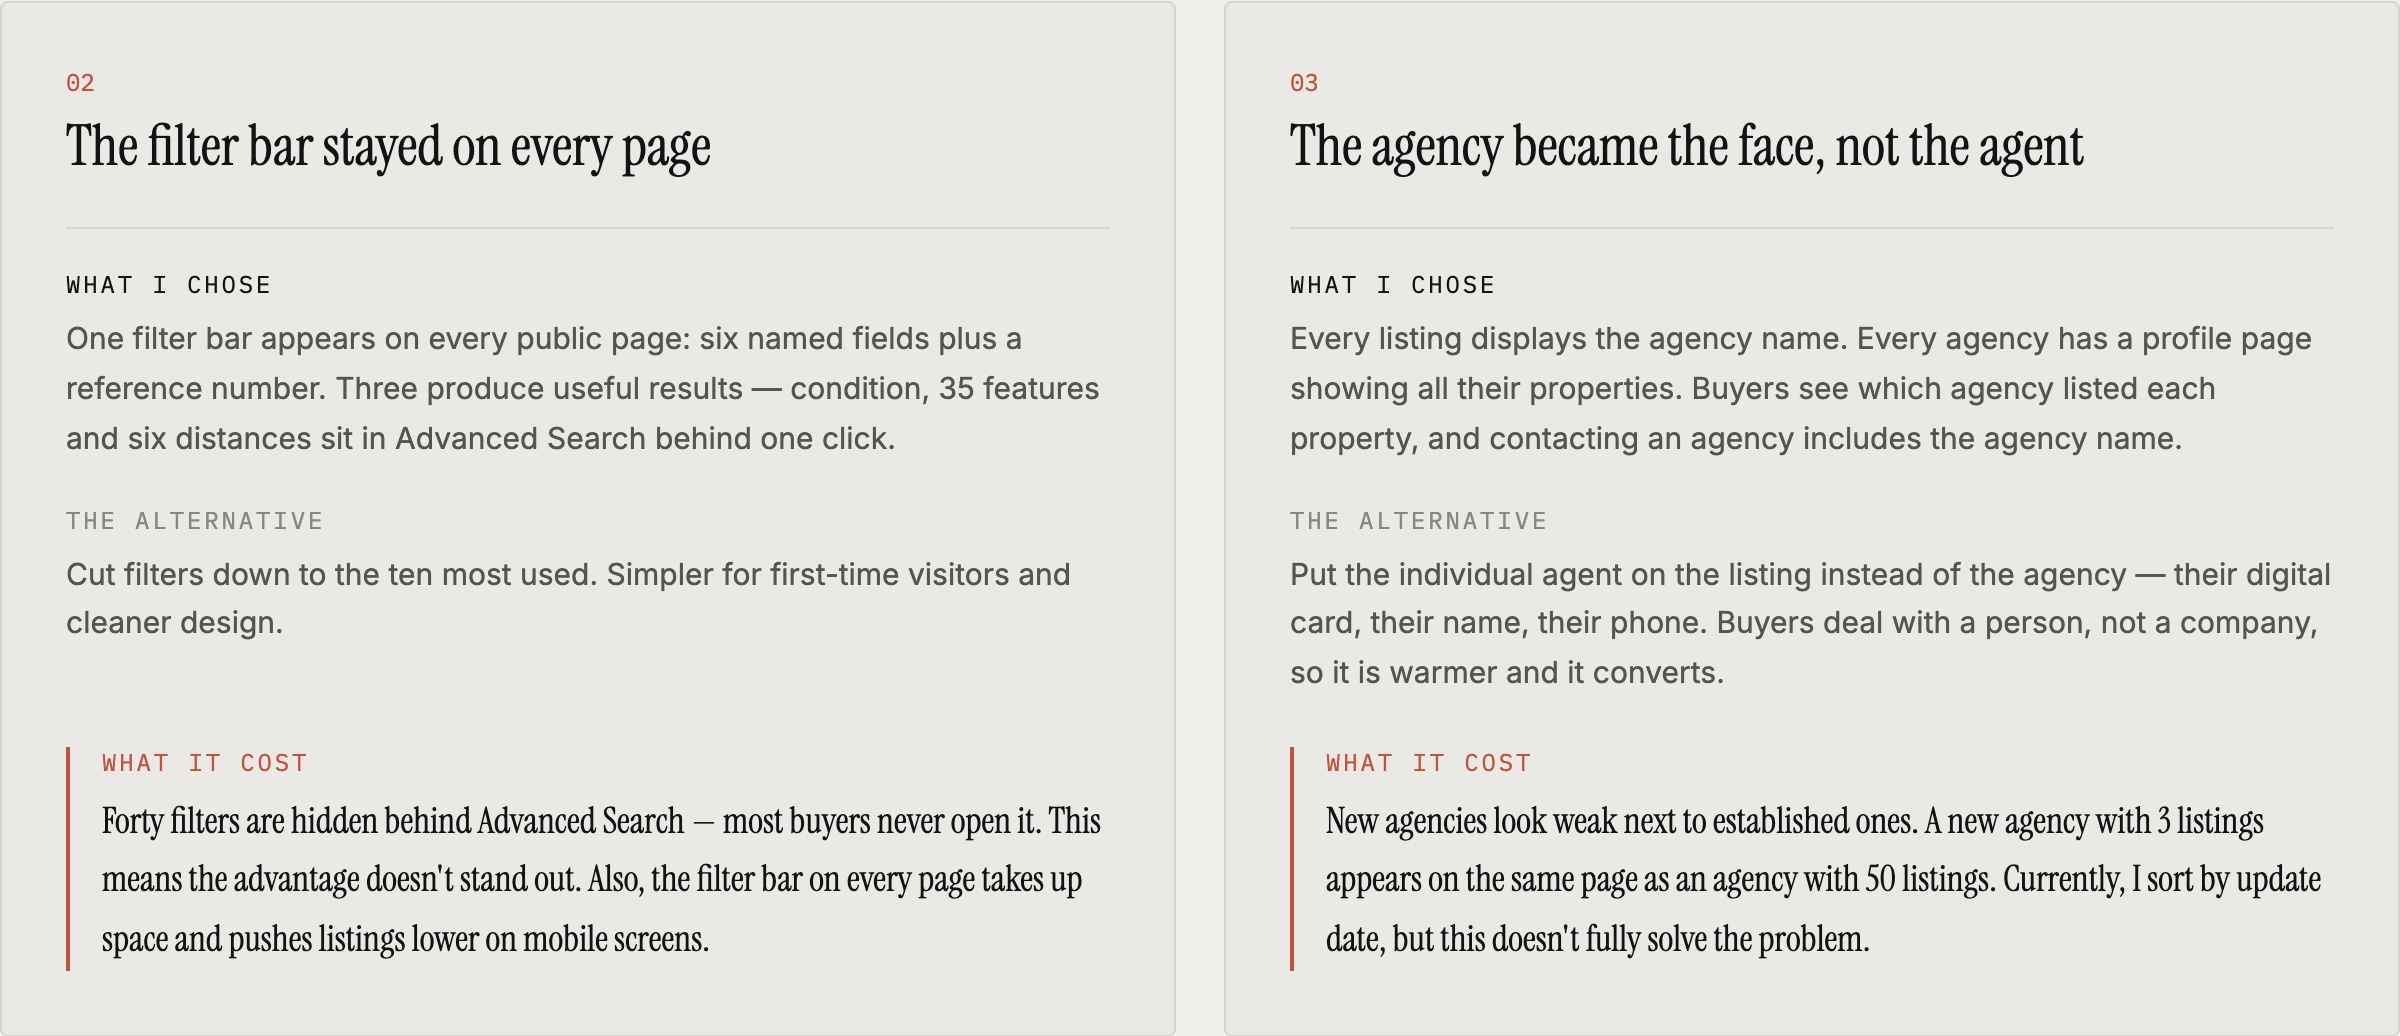 02
The filter bar stayed on every page
WHAT I CHOSE
One filter bar appears on every public page: six named fields plus a
reference number. Three produce useful results — condition, 35 features
and six distances sit in Advanced Search behind one click.
THE ALTERNATIVE
Cut filters down to the ten most used. Simpler for first-time visitors and
cleaner design.
WHAT IT COST
Forty filters are hidden behind Advanced Search — most buyers never open it. This
means the advantage doesn't stand out. Also, the filter bar on every page takes up
space and pushes listings lower on mobile screens.
03
The agency became the face, not the agent
WHAT I CHOSE
Every listing displays the agency name. Every agency has a profile page
showing all their properties. Buyers see which agency listed each
property, and contacting an agency includes the agency name.
THE ALTERNATIVE
Put the individual agent on the listing instead of the agency — their digital
card, their name, their phone. Buyers deal with a person, not a company,
so it is warmer and it converts.
WHAT IT COST
New agencies look weak next to established ones. A new agency with 3 listings
appears on the same page as an agency with 50 listings. Currently, I sort by update
date, but this doesn't fully solve the problem.